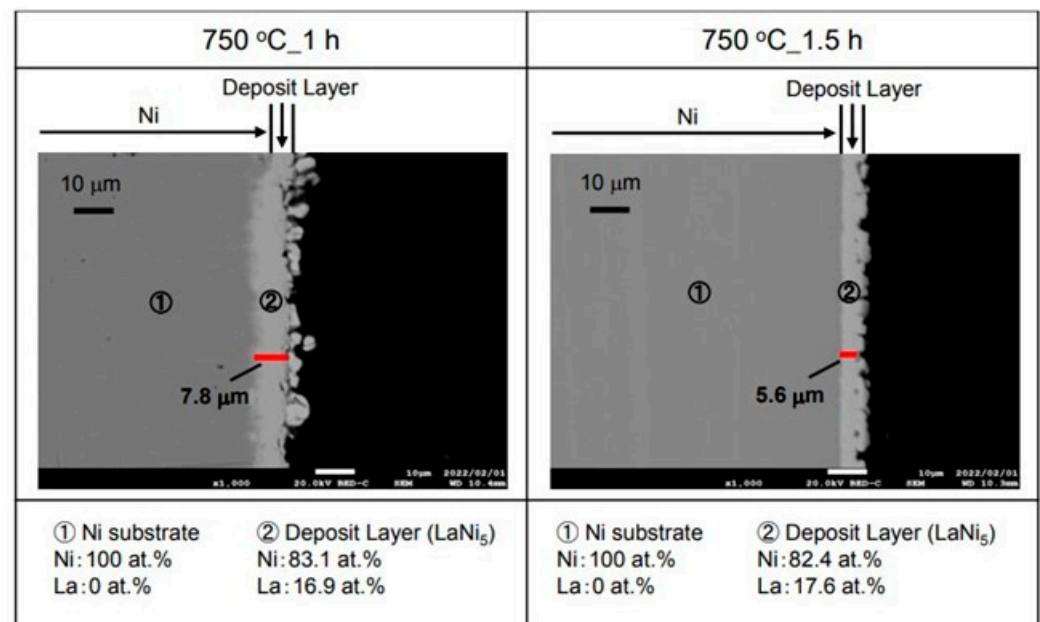 750 °C_1 h
750 °C_1.5 h
Deposit Layer
Ni
10 μm
①
②
7.8 μm
10μm 2022/02/01
x1,000 20.0kV BED-C SEM WD 10.4mm
Deposit Layer
Ni
10 μm
①
②
5.6 μm
10μm 2022/02/01
x1,000 20.0kV BED-C SEM WD 10.3mm
① Ni substrate
Ni:100 at.%
La:0 at.%
② Deposit Layer (LaNi₅)
Ni:83.1 at.%
La:16.9 at.%
① Ni substrate
Ni:100 at.%
La:0 at.%
② Deposit Layer (LaNi₅)
Ni:82.4 at.%
La:17.6 at.%